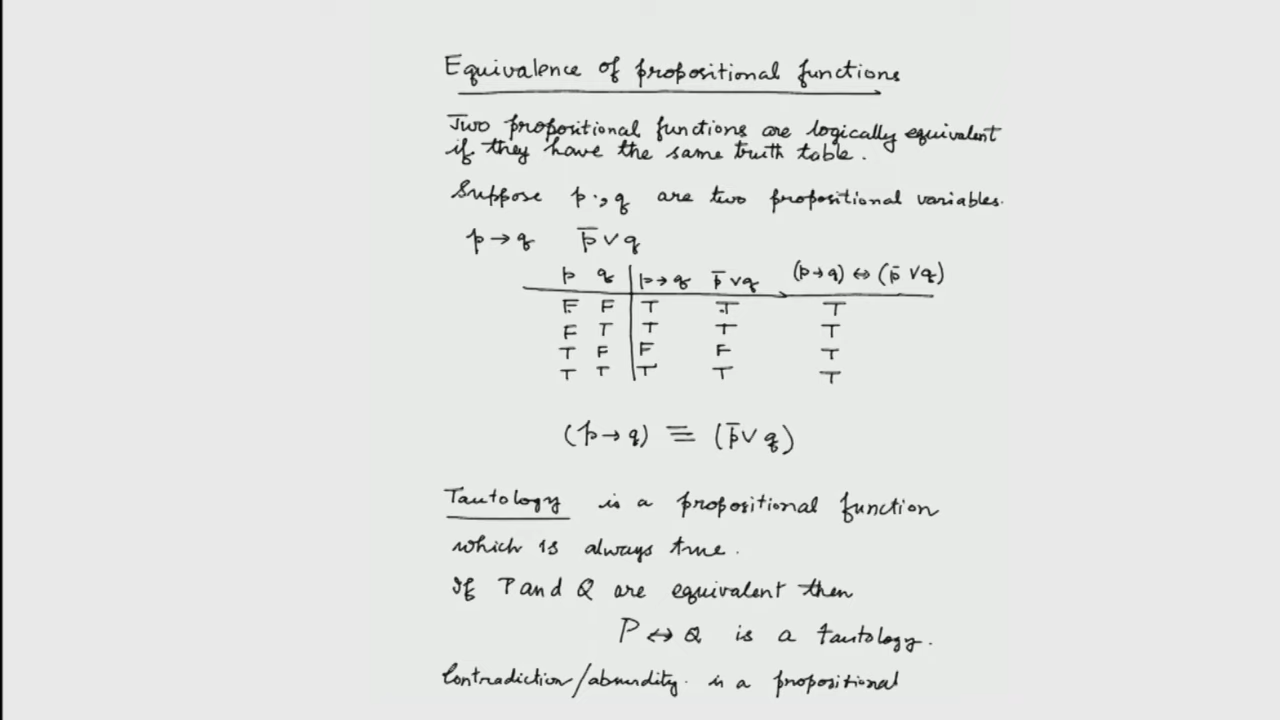 Equivalence of propositional functions
Two propositional functions are logically equivalent
if they have the same truth table.
Suppose p, q are two propositional variables.
p → q   p̅ ∨ q
p q p → q p̅ ∨ q (p → q) ↔ (p̅ ∨ q)
F F T T T
F T T T T
T F F F T
T T T T T
(p → q) ≡ (p̅ ∨ q)
Tautology is a propositional function
which is always true.
If P and Q are equivalent then
P ↔ Q is a tautology.
Contradiction/absurdity. is a propositional